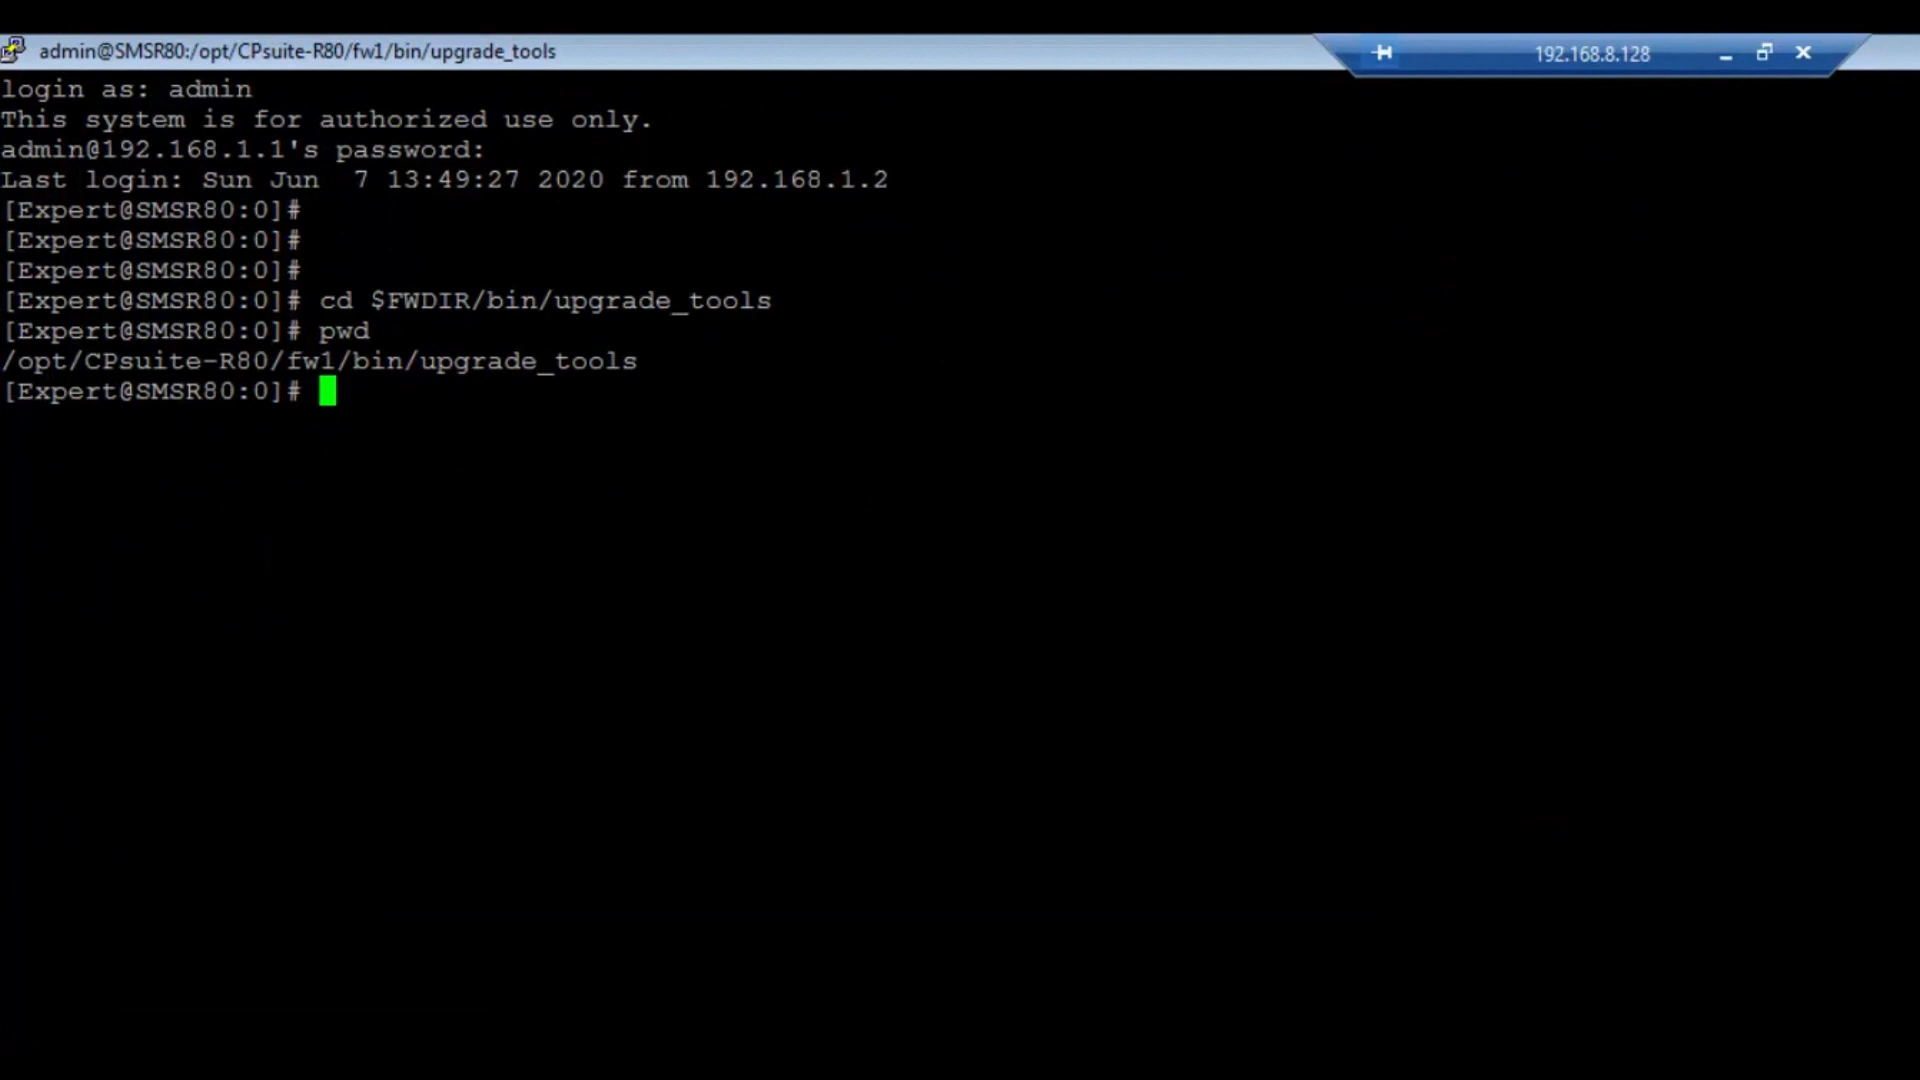 admin@SMSR80:/opt/CPsuite-R80/fw1/bin/upgrade_tools
192.168.8.128
login as: admin
This system is for authorized use only.
admin@192.168.1.1's password:
Last login: Sun Jun  7 13:49:27 2020 from 192.168.1.2
[Expert@SMSR80:0]#
[Expert@SMSR80:0]#
[Expert@SMSR80:0]#
[Expert@SMSR80:0]# cd $FWDIR/bin/upgrade_tools
[Expert@SMSR80:0]# pwd
/opt/CPsuite-R80/fw1/bin/upgrade_tools
[Expert@SMSR80:0]#